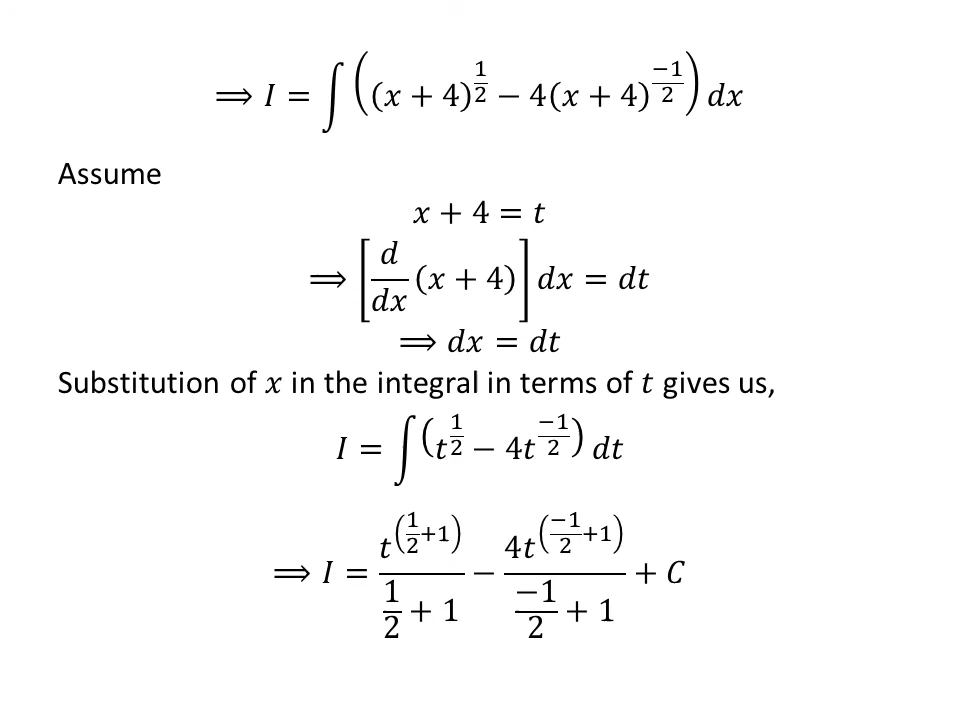 ⟹ I = ∫ ((x + 4)^(1/2) − 4(x + 4)^(−1/2)) dx
Assume
x + 4 = t
⟹ [d/dx (x + 4)] dx = dt
⟹ dx = dt
Substitution of x in the integral in terms of t gives us,
I = ∫ (t^(1/2) − 4t^(−1/2)) dt
⟹ I = t^(1/2 + 1) / (1/2 + 1) − 4t^(−1/2 + 1) / (−1/2 + 1) + C